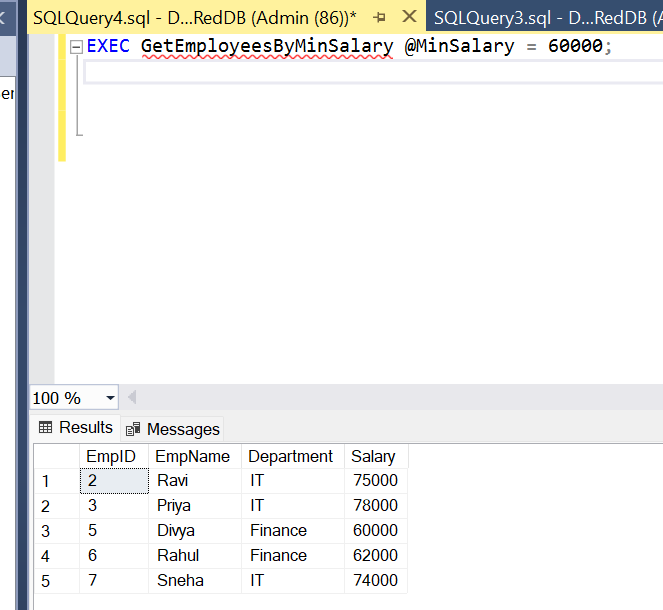 SQLQuery4.sql - D...RedDB (Admin (86))* SQLQuery3.sql - D...RedDB (A
EXEC GetEmployeesByMinSalary @MinSalary = 60000;
er
100 %
Results Messages
EmpID EmpName Department Salary
1 2 Ravi IT 75000
2 3 Priya IT 78000
3 5 Divya Finance 60000
4 6 Rahul Finance 62000
5 7 Sneha IT 74000